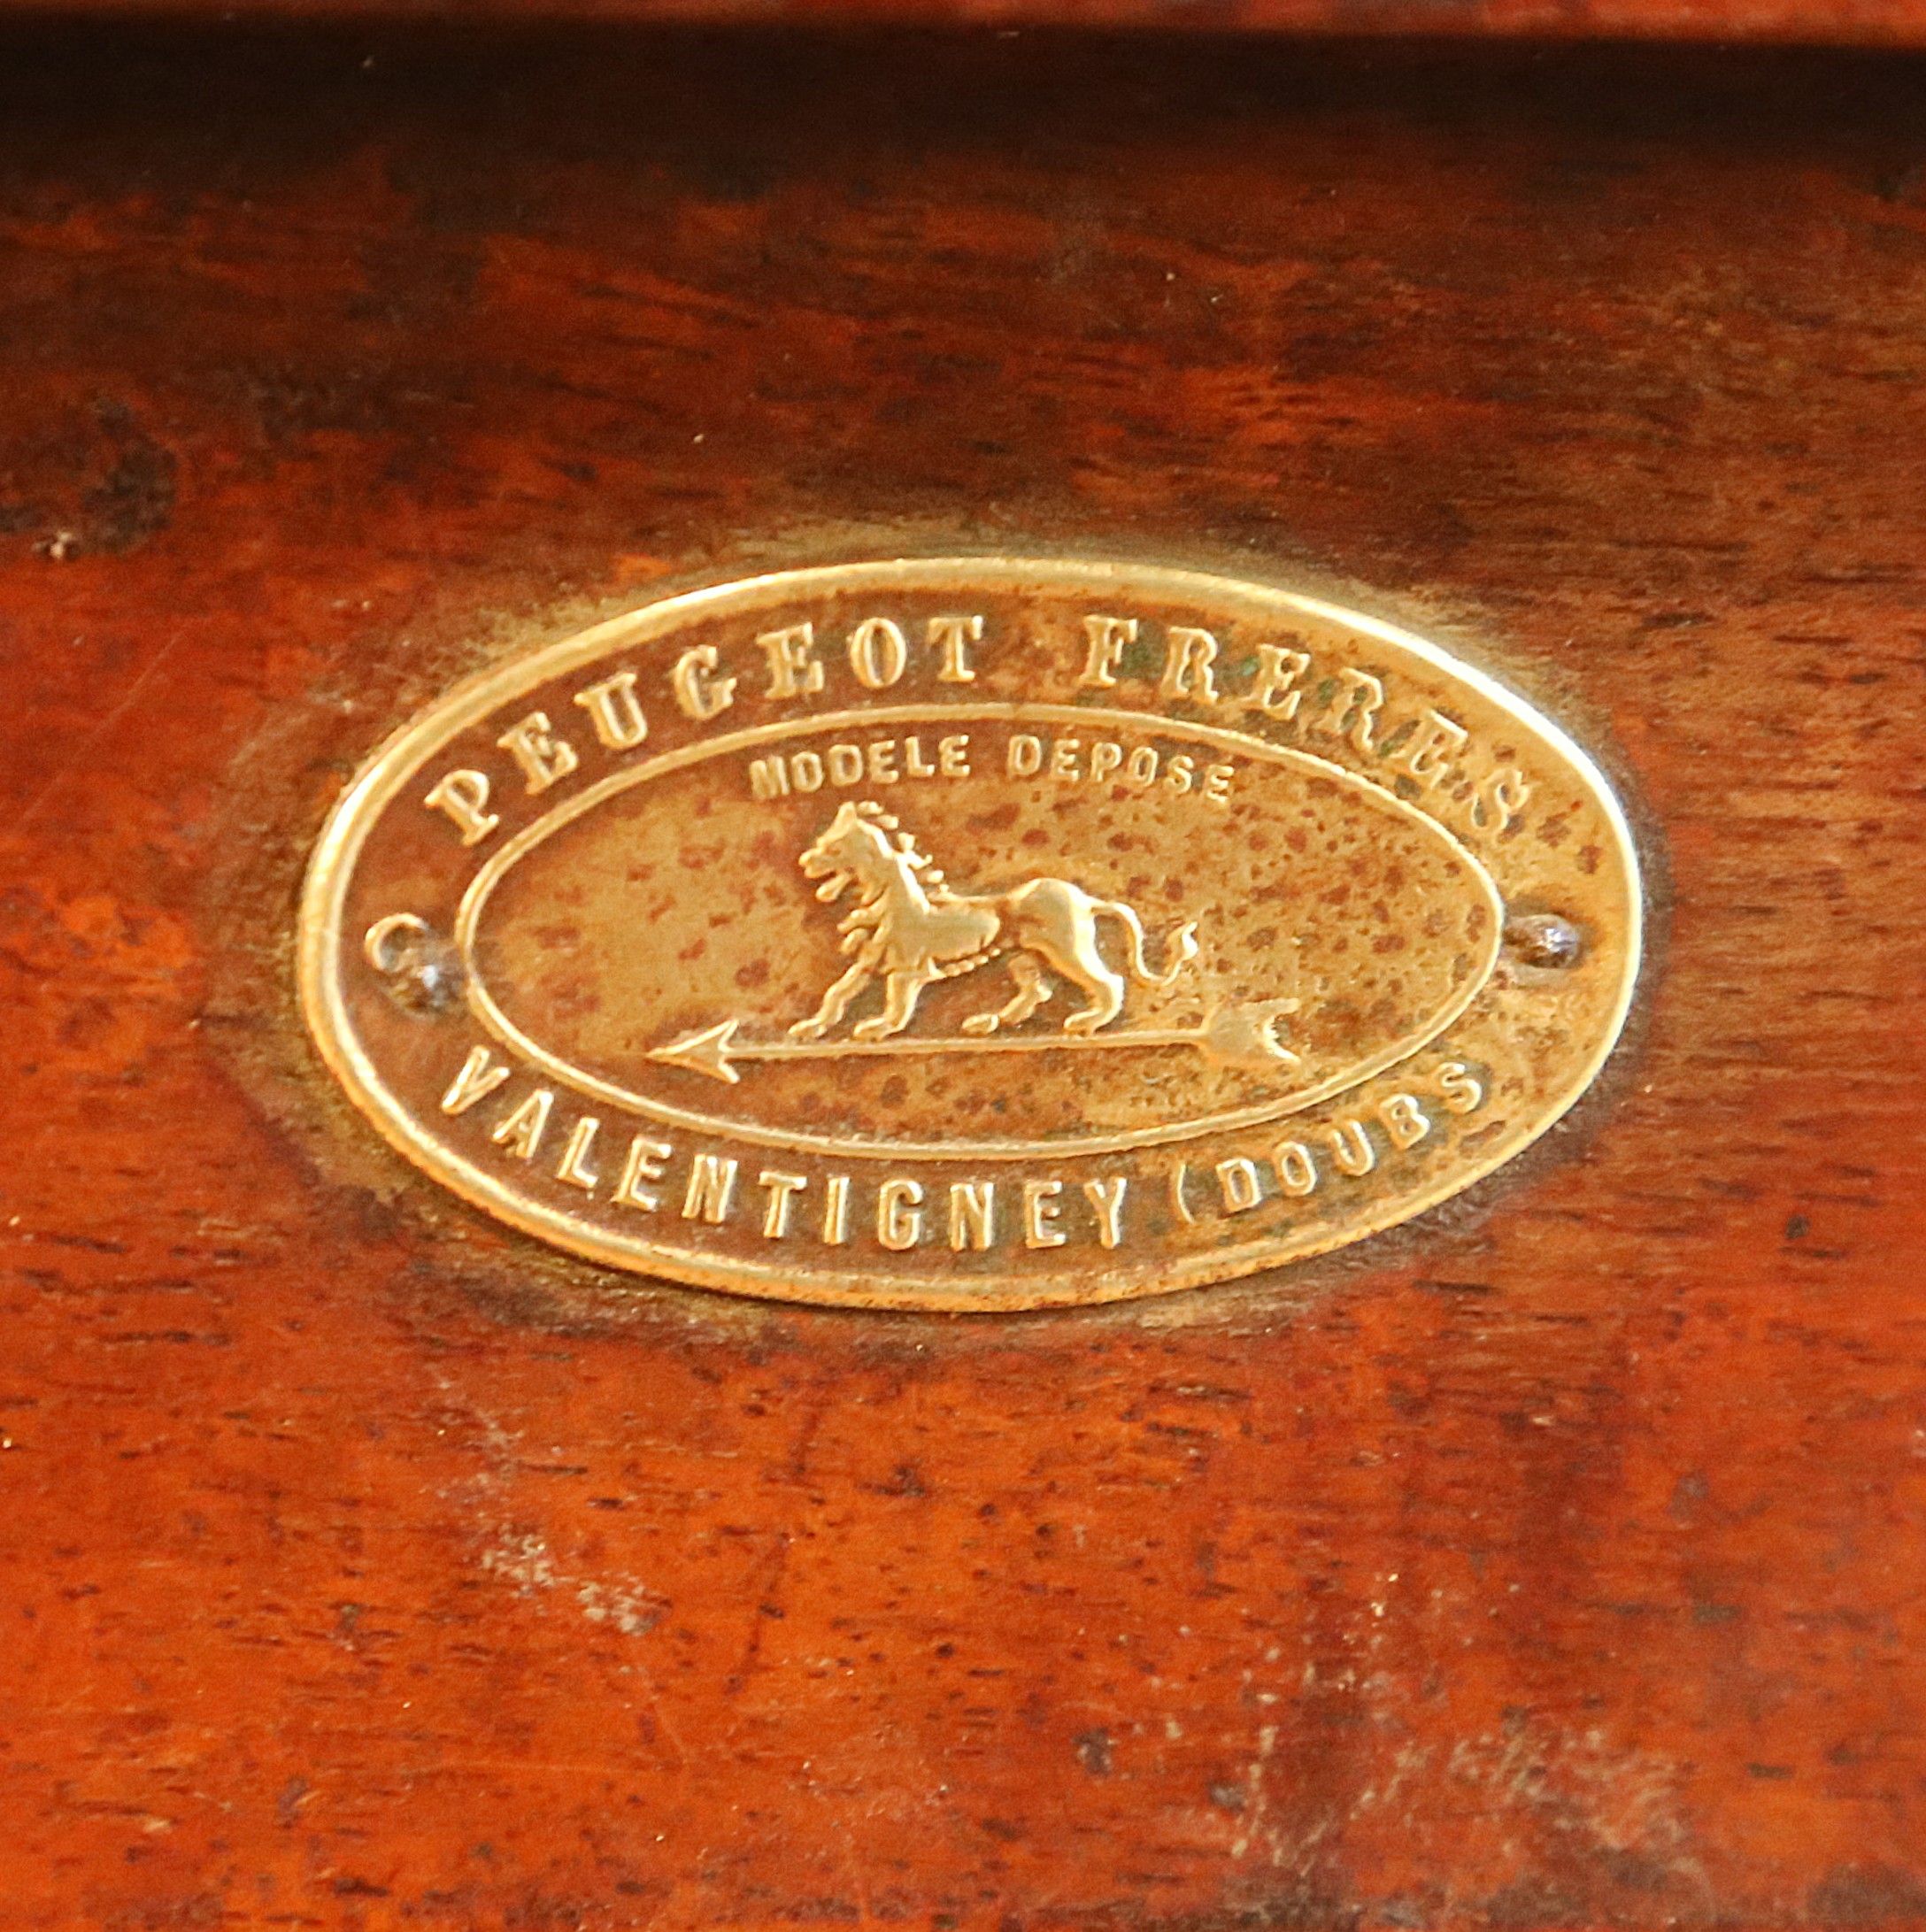 PEUGEOT FRERES
MODELE DEPOSE
VALENTIGNEY (DOUBS